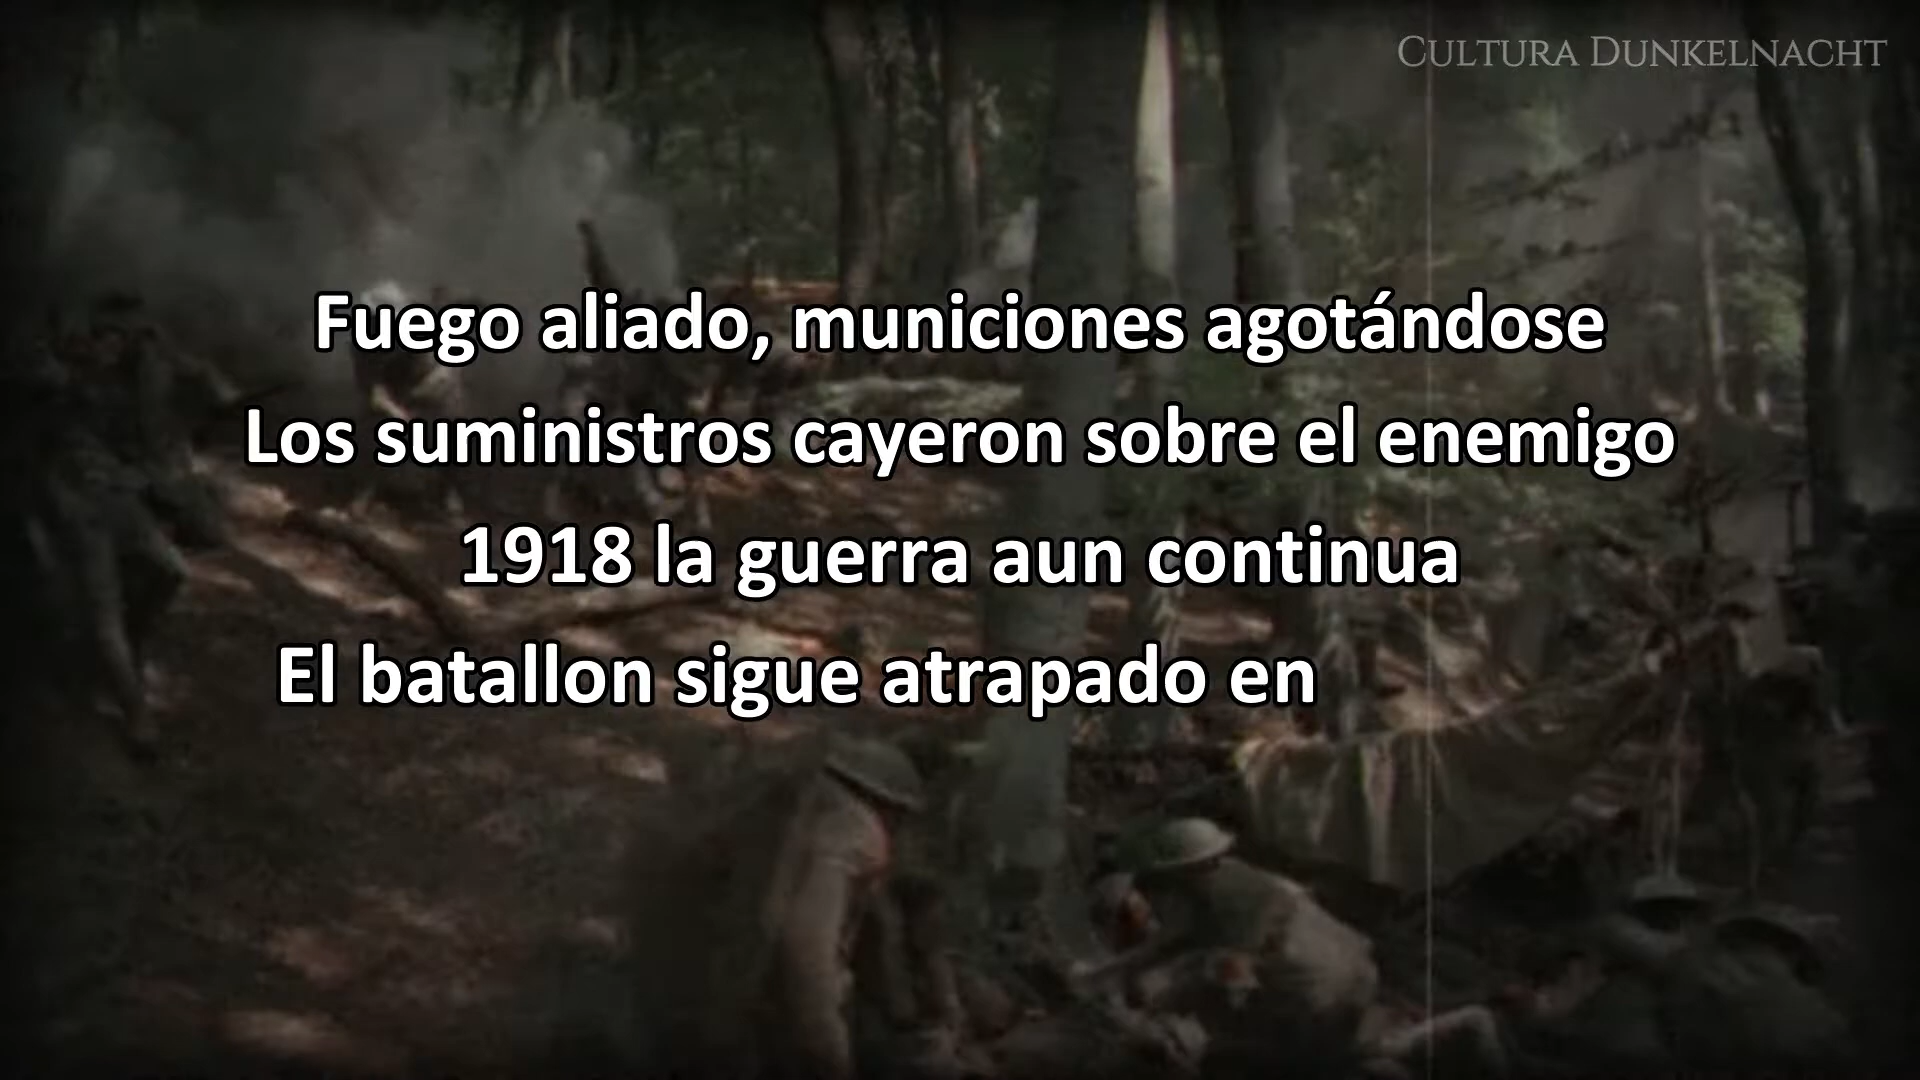 Cultura Dunkelnacht
Fuego aliado, municiones agotándose
Los suministros cayeron sobre el enemigo
1918 la guerra aun continua
El batallon sigue atrapado en